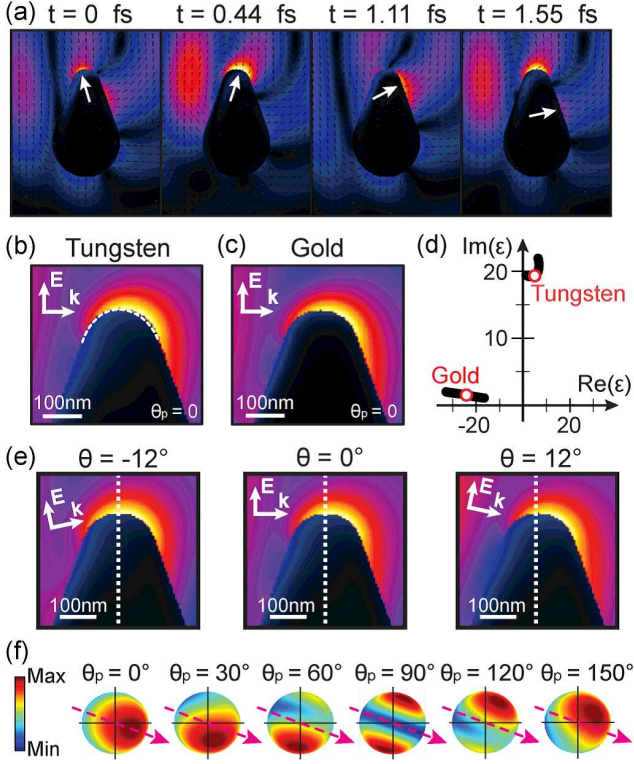 (a) t = 0 fs t = 0.44 fs t = 1.11 fs t = 1.55 fs
(b) Tungsten (c) Gold (d) Im(ε)
E
k
100nm
θp = 0
E
k
100nm
θp = 0
20
Tungsten
10
Gold
Re(ε)
-20 20
(e) θ = -12° θ = 0° θ = 12°
E
k
100nm
E
k
100nm
E
k
100nm
(f) θp = 0° θp = 30° θp = 60° θp = 90° θp = 120° θp = 150°
Max
Min